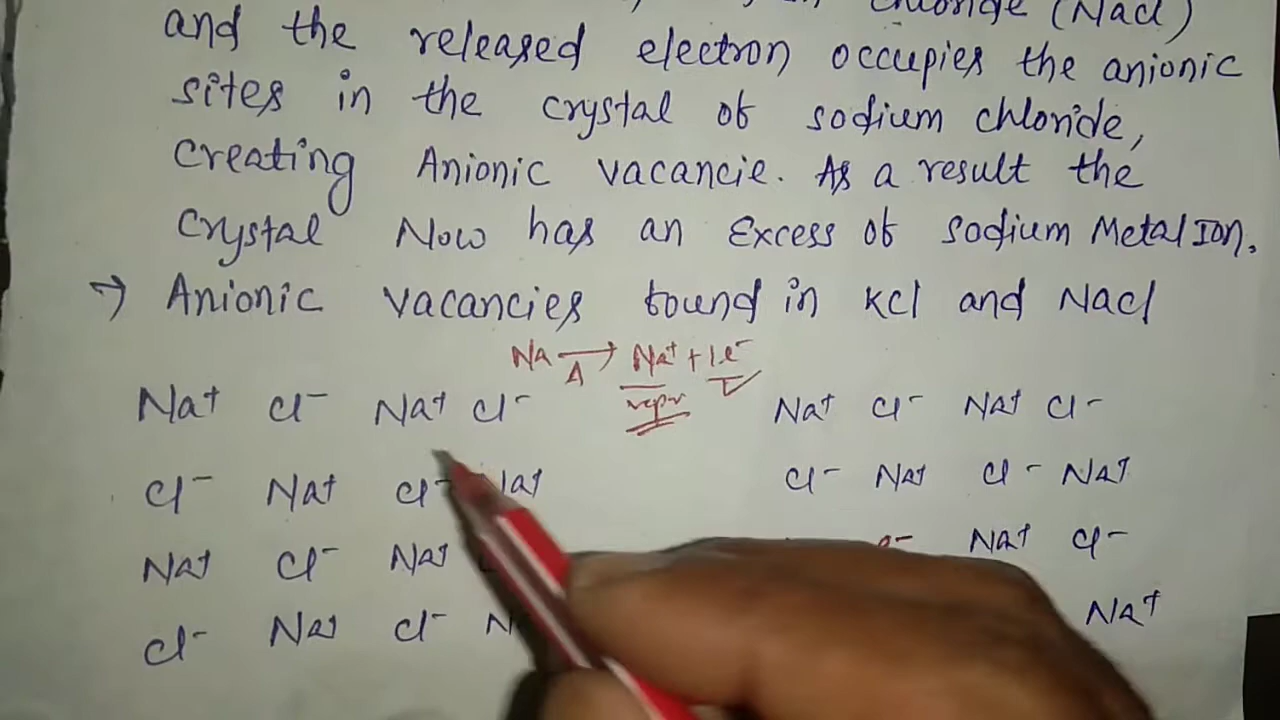 chloride (Nacl)
and the released electron occupies the anionic
sites in the crystal of sodium chloride,
creating Anionic vacancie. As a result the
crystal Now has an Excess of sodium Metal Ion.
→ Anionic vacancies found in KCl and Nacl
Na →Δ Na⁺ + 1e⁻
Na⁺ Cl⁻ Na⁺ Cl⁻ Na⁺ Cl⁻ Na⁺ Cl⁻
Cl⁻ Na⁺ Cl⁻ Na⁺ Cl⁻ Na⁺ Cl⁻ Na⁺
Na⁺ Cl⁻ Na⁺ e⁻ Na⁺ Cl⁻
Cl⁻ Na⁺ Cl⁻ N Na⁺